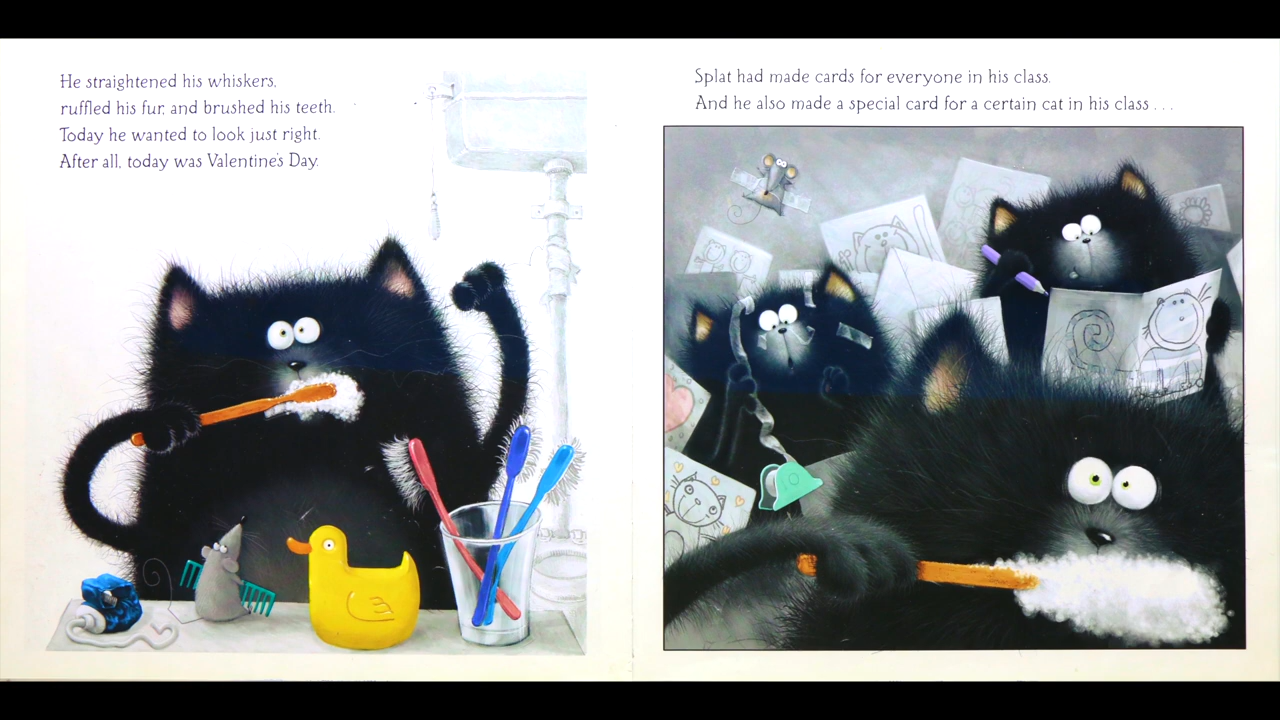 He straightened his whiskers,
ruffled his fur, and brushed his teeth.
Today he wanted to look just right.
After all, today was Valentine's Day.
Splat had made cards for everyone in his class.
And he also made a special card for a certain cat in his class . . .